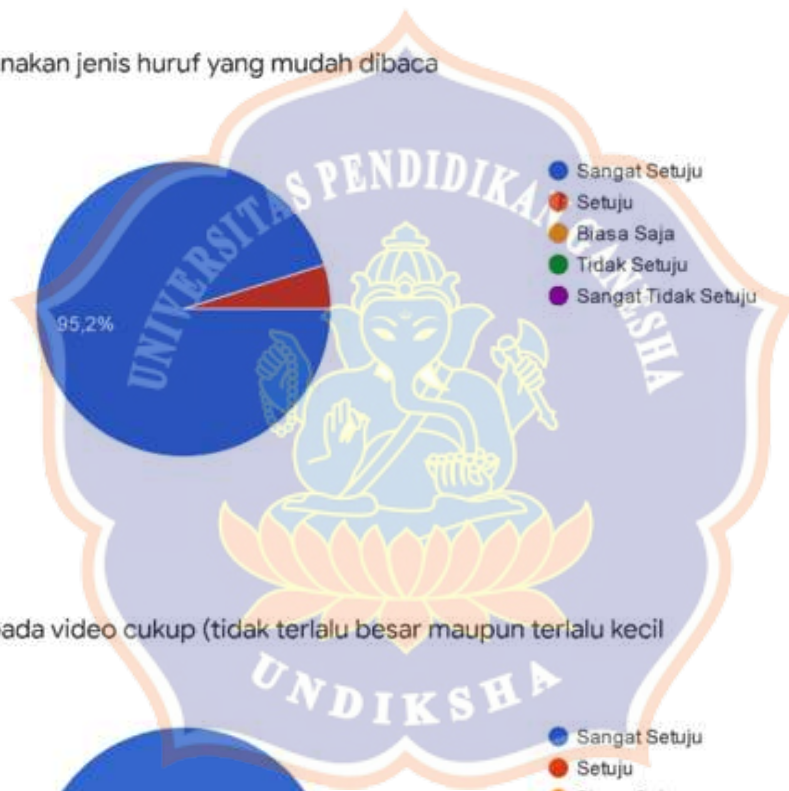 nakan jenis huruf yang mudah dibaca
UNIVERSITAS PENDIDIKAN GANESHA
Sangat Setuju
Setuju
Biasa Saja
Tidak Setuju
Sangat Tidak Setuju
95,2%
ada video cukup (tidak terlalu besar maupun terlalu kecil
UNDIKSHA
Sangat Setuju
Setuju